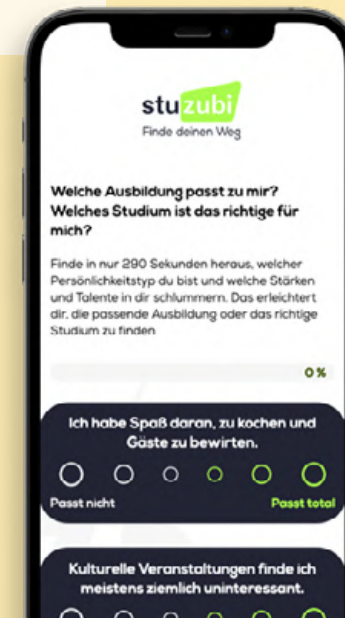 stuzubi
Finde deinen Weg
Welche Ausbildung passt zu mir?
Welches Studium ist das richtige für
mich?
Finde in nur 290 Sekunden heraus, welcher
Persönlichkeitstyp du bist und welche Stärken
und Talente in dir schlummern. Das erleichtert
dir, die passende Ausbildung oder das richtige
Studium zu finden
0 %
Ich habe Spaß daran, zu kochen und
Gäste zu bewirten.
Passt nicht Passt total
Kulturelle Veranstaltungen finde ich
meistens ziemlich uninteressant.